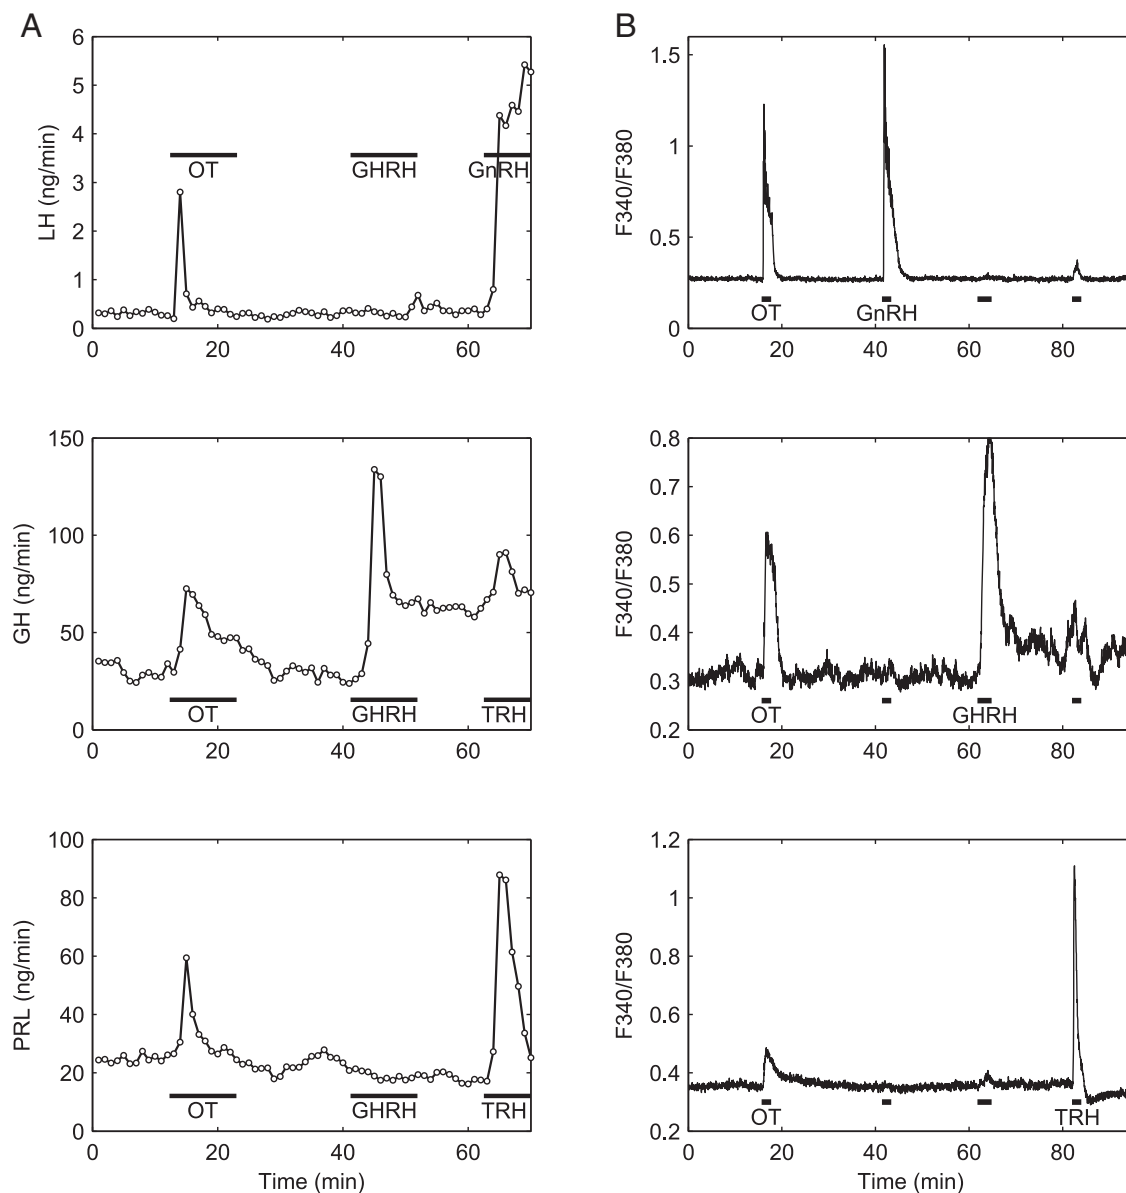 A
6
5
4
3
2
1
0
LH (ng/min)
OT
GHRH
GnRH
0
20
40
60
B
1.5
1
0.5
0
F340/F380
OT
GnRH
0
20
40
60
80
150
100
50
0
GH (ng/min)
OT
GHRH
TRH
0
20
40
60
0.8
0.7
0.6
0.5
0.4
0.3
0.2
F340/F380
OT
GHRH
0
20
40
60
80
100
80
60
40
20
0
PRL (ng/min)
OT
GHRH
TRH
0
20
40
60
Time (min)
1.2
1
0.8
0.6
0.4
0.2
F340/F380
OT
TRH
0
20
40
60
80
Time (min)